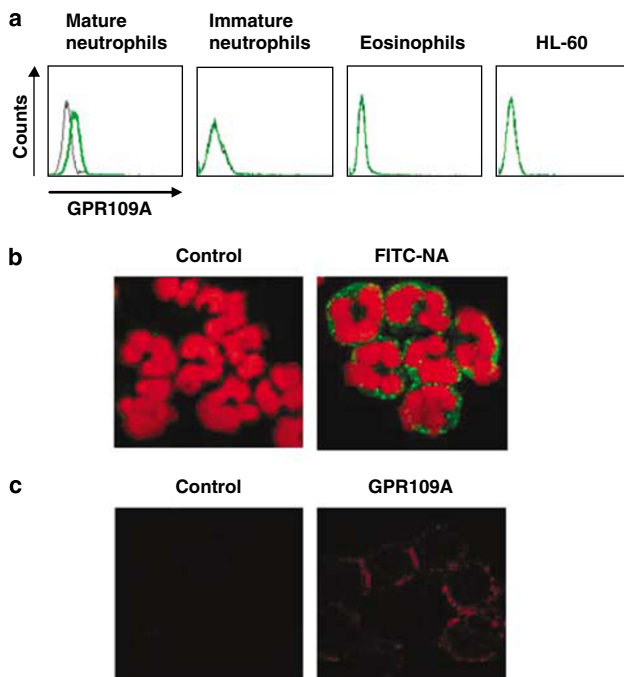 a
Mature neutrophils
Immature neutrophils
Eosinophils
HL-60
Counts
GPR109A
b
Control
FITC-NA
c
Control
GPR109A